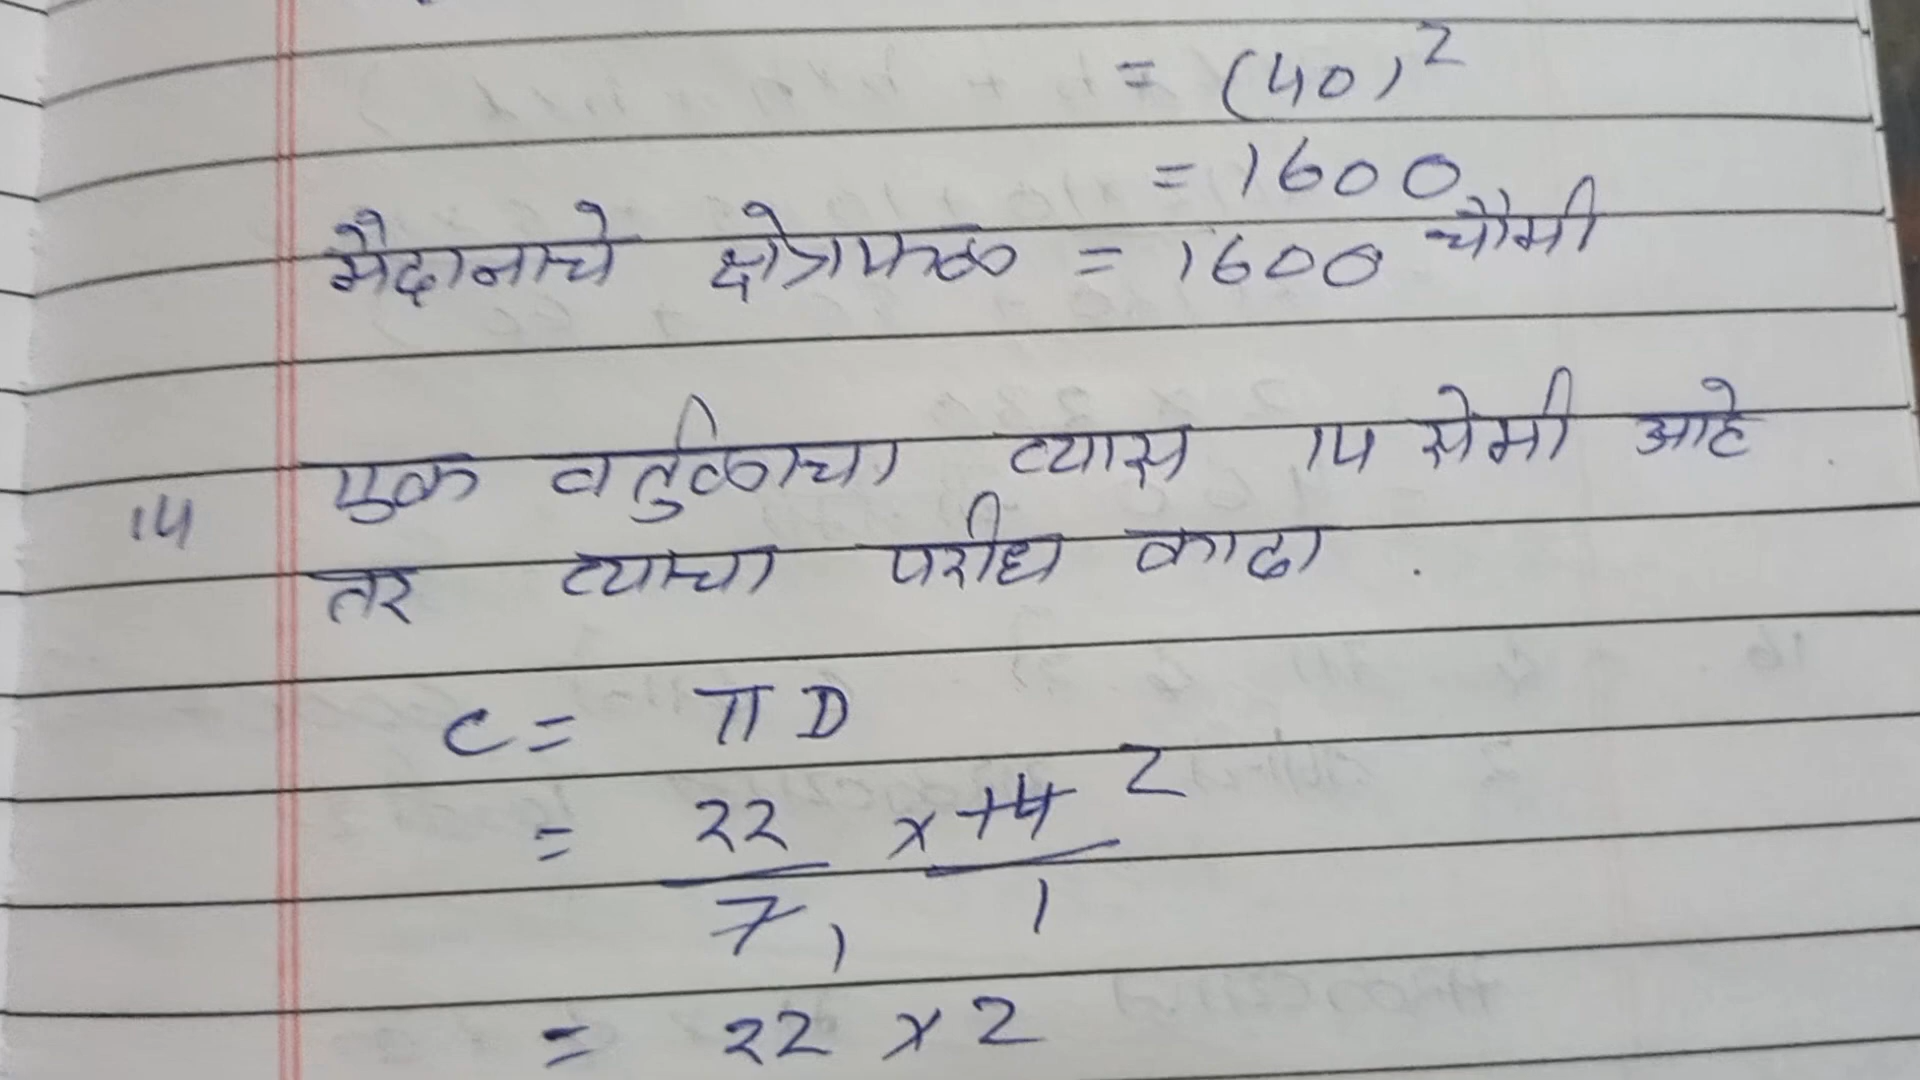 = (40)²
= 1600
मैदानाचे क्षेत्रफळ = 1600 चौमी
14 एक वर्तुळाचा व्यास 14 सेमी आहे
तर त्याचा परीघ काढा .
C = π D
= 22/7 × 14/1 2
1
= 22 × 2